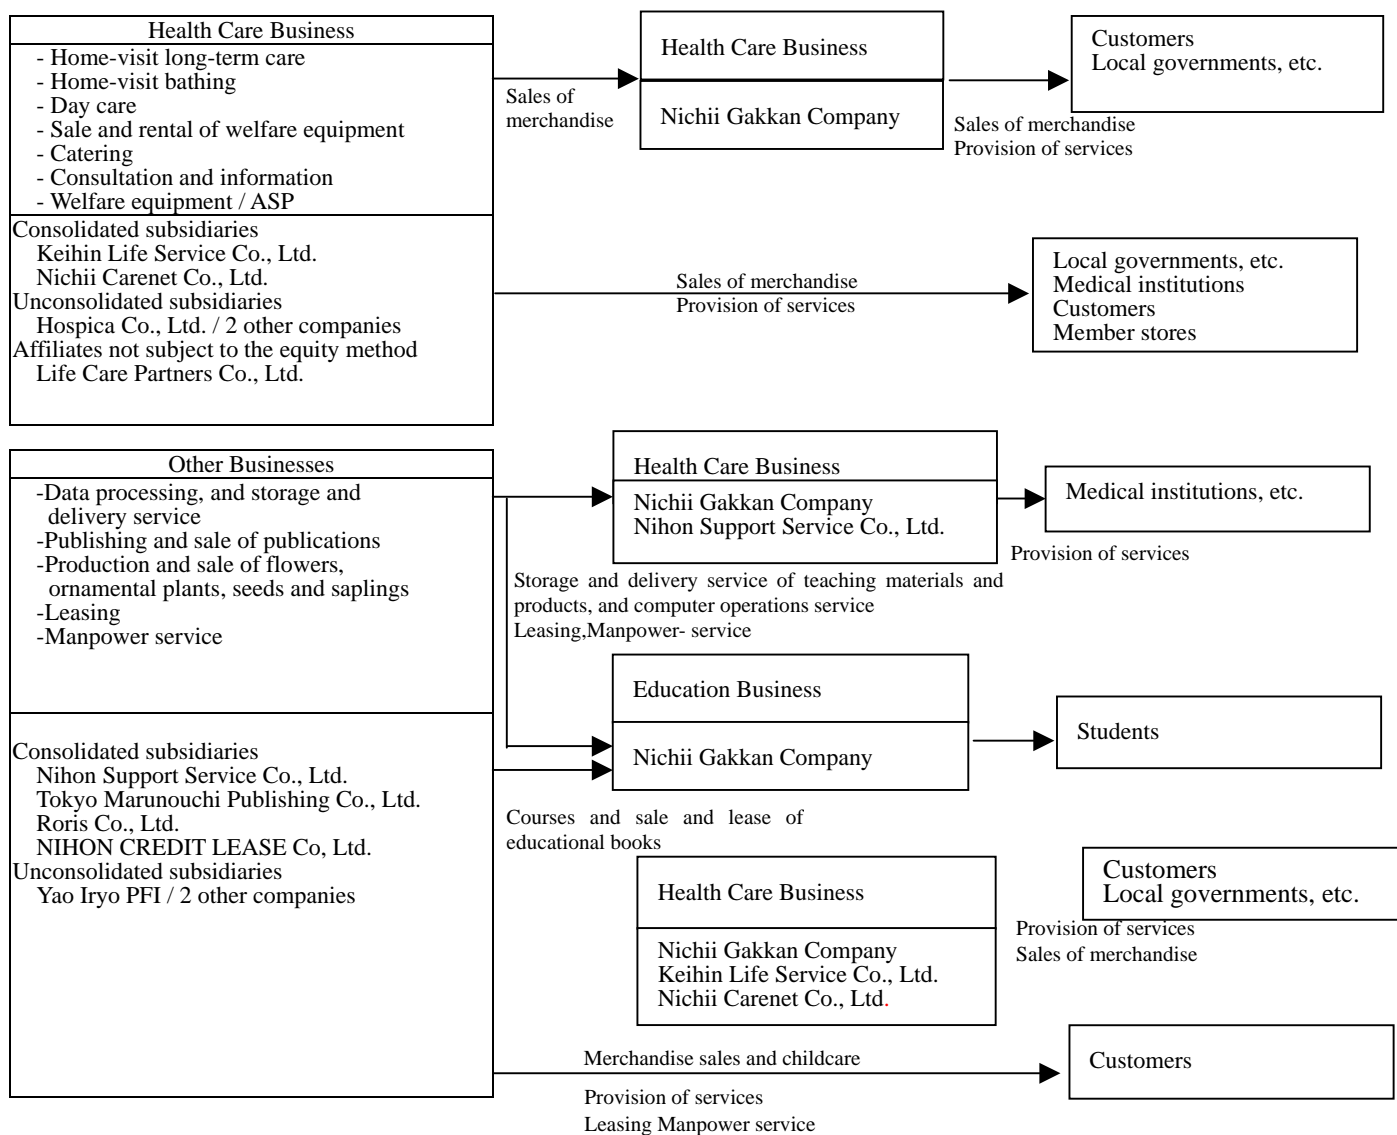 Health Care Business
- Home-visit long-term care
- Home-visit bathing
- Day care
- Sale and rental of welfare equipment
- Catering
- Consultation and information
- Welfare equipment / ASP
Consolidated subsidiaries
Keihin Life Service Co., Ltd.
Nichii Carenet Co., Ltd.
Unconsolidated subsidiaries
Hospica Co., Ltd. / 2 other companies
Affiliates not subject to the equity method
Life Care Partners Co., Ltd.
Sales of
merchandise
Health Care Business
Nichii Gakkan Company
Sales of merchandise
Provision of services
Customers
Local governments, etc.
Sales of merchandise
Provision of services
Local governments, etc.
Medical institutions
Customers
Member stores
Other Businesses
-Data processing, and storage and
delivery service
-Publishing and sale of publications
-Production and sale of flowers,
ornamental plants, seeds and saplings
-Leasing
-Manpower service
Consolidated subsidiaries
Nihon Support Service Co., Ltd.
Tokyo Marunouchi Publishing Co., Ltd.
Roris Co., Ltd.
NIHON CREDIT LEASE Co, Ltd.
Unconsolidated subsidiaries
Yao Iryo PFI / 2 other companies
Health Care Business
Nichii Gakkan Company
Nihon Support Service Co., Ltd.
Medical institutions, etc.
Provision of services
Storage and delivery service of teaching materials and
products, and computer operations service
Leasing,Manpower- service
Education Business
Nichii Gakkan Company
Students
Courses and sale and lease of
educational books
Health Care Business
Nichii Gakkan Company
Keihin Life Service Co., Ltd.
Nichii Carenet Co., Ltd.
Customers
Local governments, etc.
Provision of services
Sales of merchandise
Merchandise sales and childcare
Provision of services
Leasing Manpower service
Customers